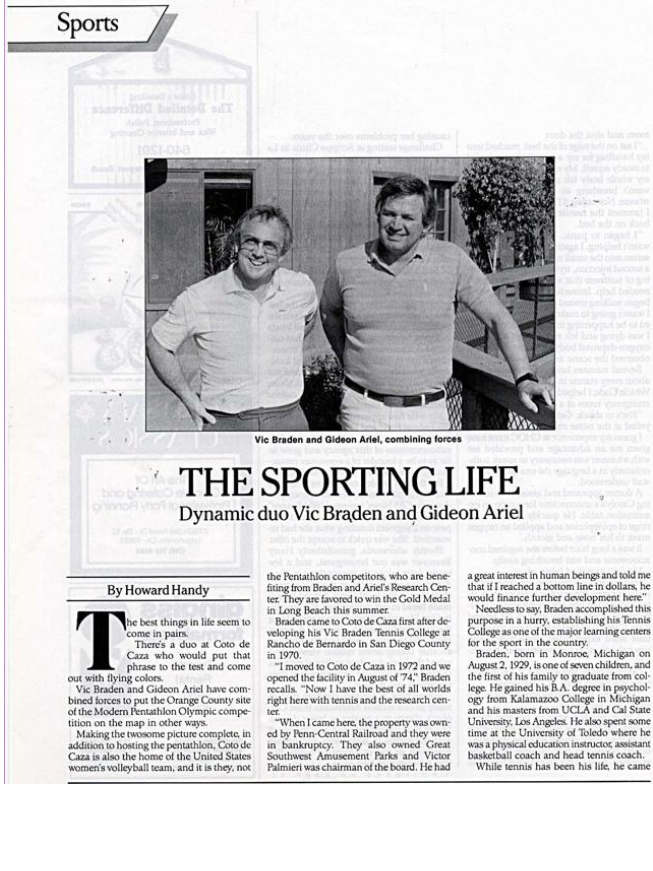 Sports
Vic Braden and Gideon Ariel, combining forces
THE SPORTING LIFE
Dynamic duo Vic Braden and Gideon Ariel
By Howard Handy
The best things in life seem to
come in pairs.
There's a duo at Coto de
Caza who would put that
phrase to the test and come
out with flying colors.
Vic Braden and Gideon Ariel have com-
bined forces to put the Orange County site
of the Modern Pentathlon Olympic compe-
tition on the map in other ways.
Making the twosome picture complete, in
addition to hosting the pentathlon, Coto de
Caza is also the home of the United States
women's volleyball team, and it is they, not
the Pentathlon competitors, who are bene-
fiting from Braden and Ariel's Research Cen-
ter. They are favored to win the Gold Medal
in Long Beach this summer.
Braden came to Coto de Caza first after de-
veloping his Vic Braden Tennis College at
Rancho de Bernardo in San Diego County
in 1970.
"I moved to Coto de Caza in 1972 and we
opened the facility in August of '74," Braden
recalls. "Now I have the best of all worlds
right here with tennis and the research cen-
ter.
"When I came here, the property was own-
ed by Penn-Central Railroad and they were
in bankruptcy. They also owned Great
Southwest Amusement Parks and Victor
Palmieri was chairman of the board. He had
a great interest in human beings and told me
that if I reached a bottom line in dollars, he
would finance further development here."
Needless to say, Braden accomplished this
purpose in a hurry, establishing his Tennis
College as one of the major learning centers
for the sport in the country.
Braden, born in Monroe, Michigan on
August 2, 1929, is one of seven children, and
the first of his family to graduate from col-
lege. He gained his B.A. degree in psychol-
ogy from Kalamazoo College in Michigan
and his masters from UCLA and Cal State
University, Los Angeles. He also spent some
time at the University of Toledo where he
was a physical education instructor, assistant
basketball coach and head tennis coach.
While tennis has been his life, he came